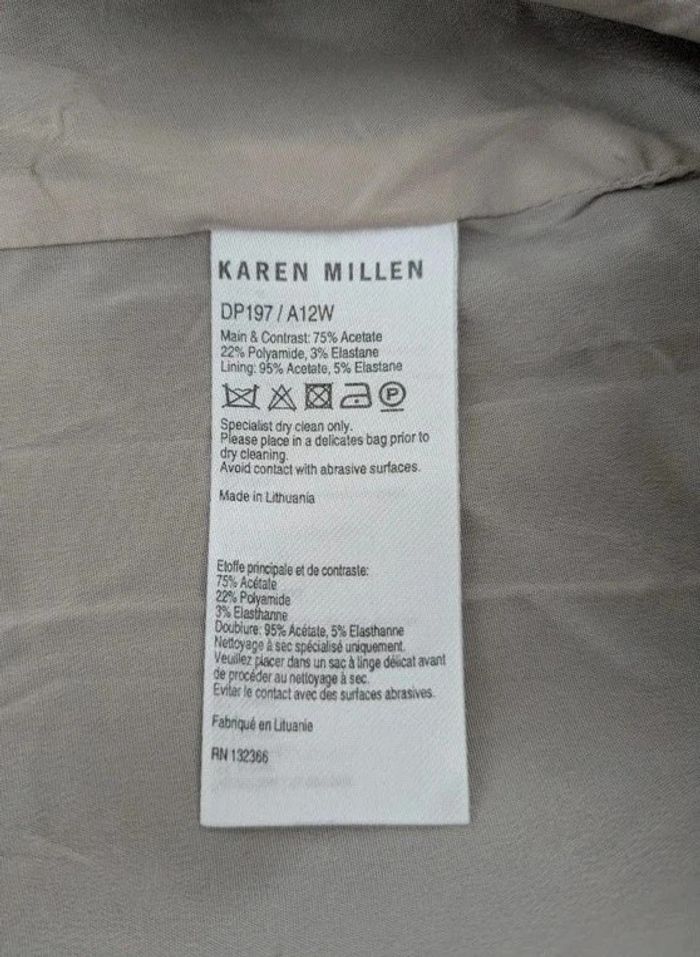 KAREN MILLEN
DP197 / A12W
Main & Contrast: 75% Acetate
22% Polyamide, 3% Elastane
Lining: 95% Acetate, 5% Elastane
P
Specialist dry clean only.
Please place in a delicates bag prior to
dry cleaning.
Avoid contact with abrasive surfaces.
Made in Lithuania
Etoffe principale et de contraste:
75% Acétate
22% Polyamide
3% Elasthanne
Doublure: 95% Acétate, 5% Elasthanne
Nettoyage à sec spécialisé uniquement.
Veuillez placer dans un sac à linge délicat avant
de procéder au nettoyage à sec.
Eviter le contact avec des surfaces abrasives.
Fabriqué en Lituanie
RN 132366